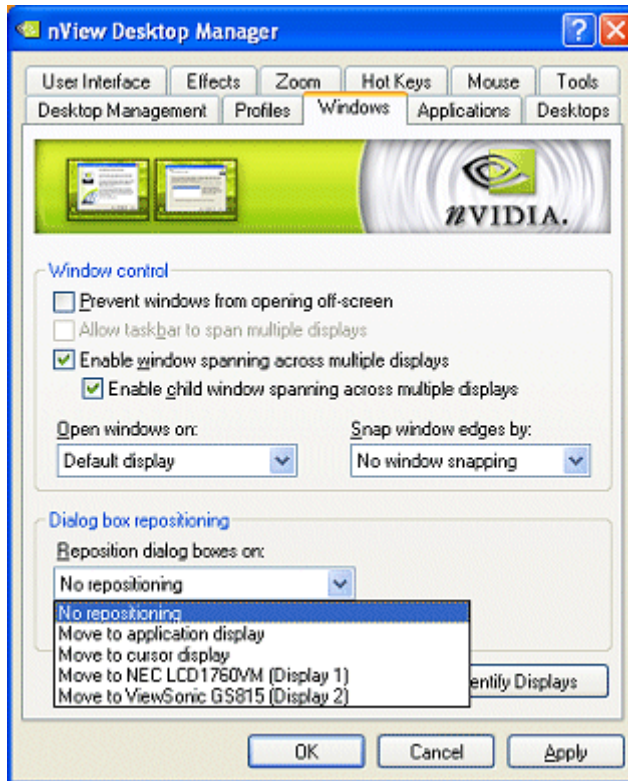 nView Desktop Manager
User Interface Effects Zoom Hot Keys Mouse Tools
Desktop Management Profiles Windows Applications Desktops
nVIDIA.
Window control
Prevent windows from opening off-screen
Allow taskbar to span multiple displays
Enable window spanning across multiple displays
Enable child window spanning across multiple displays
Open windows on: Snap window edges by:
Default display No window snapping
Dialog box repositioning
Reposition dialog boxes on:
No repositioning
No repositioning
Move to application display
Move to cursor display
Move to NEC LCD1760VM (Display 1)
Move to ViewSonic GS815 (Display 2)
entify Displays
OK Cancel Apply